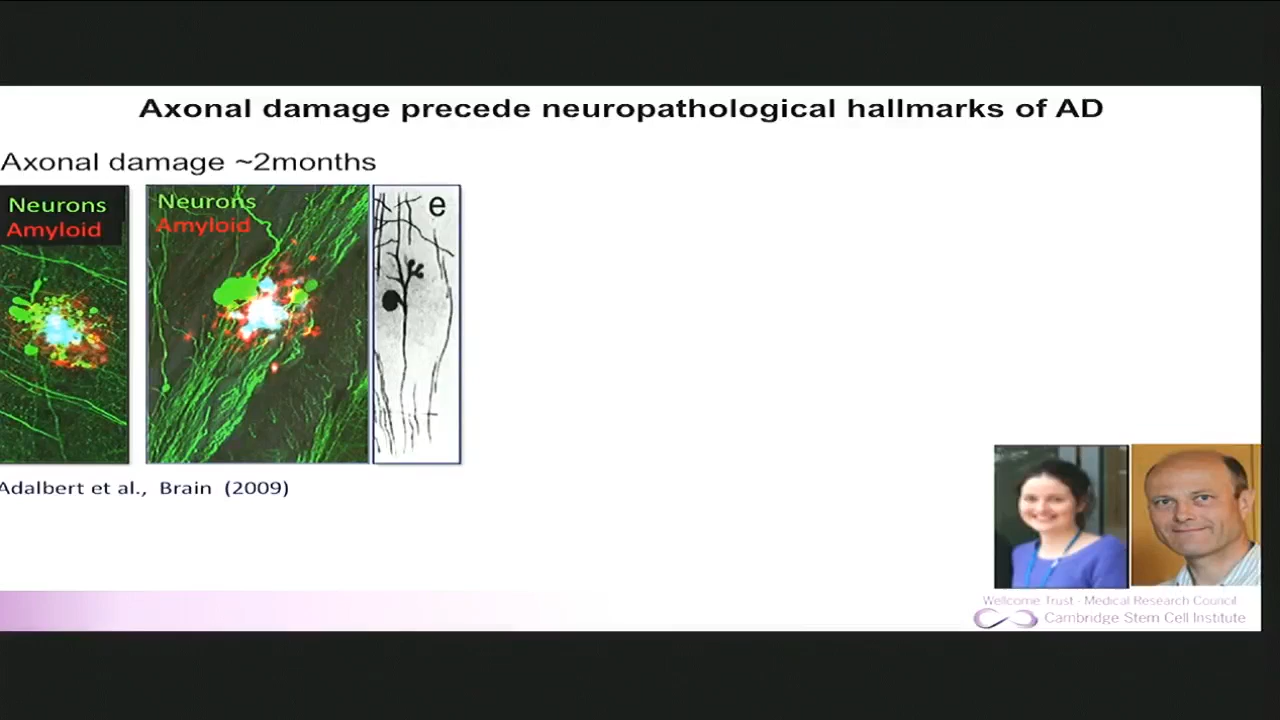 Axonal damage precede neuropathological hallmarks of AD
Axonal damage ~2months
Neurons
Amyloid
Neurons
Amyloid
e
Adalbert et al., Brain (2009)
Wellcome Trust - Medical Research Council
Cambridge Stem Cell Institute